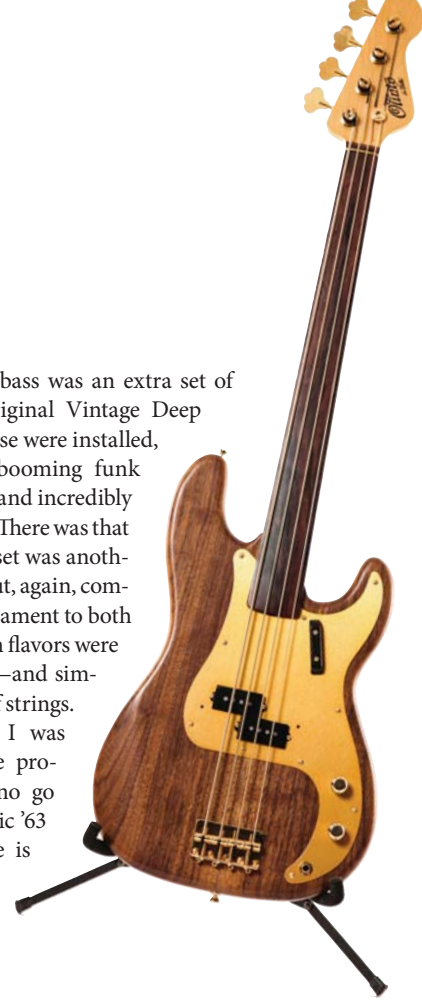 bass was an extra set of
iginal Vintage Deep
se were installed,
booming funk
and incredibly
There was that
set was anoth-
ut, again, com-
ament to both
n flavors were
–and sim-
f strings.
I was
e pro-
no go
ic ’63
e is